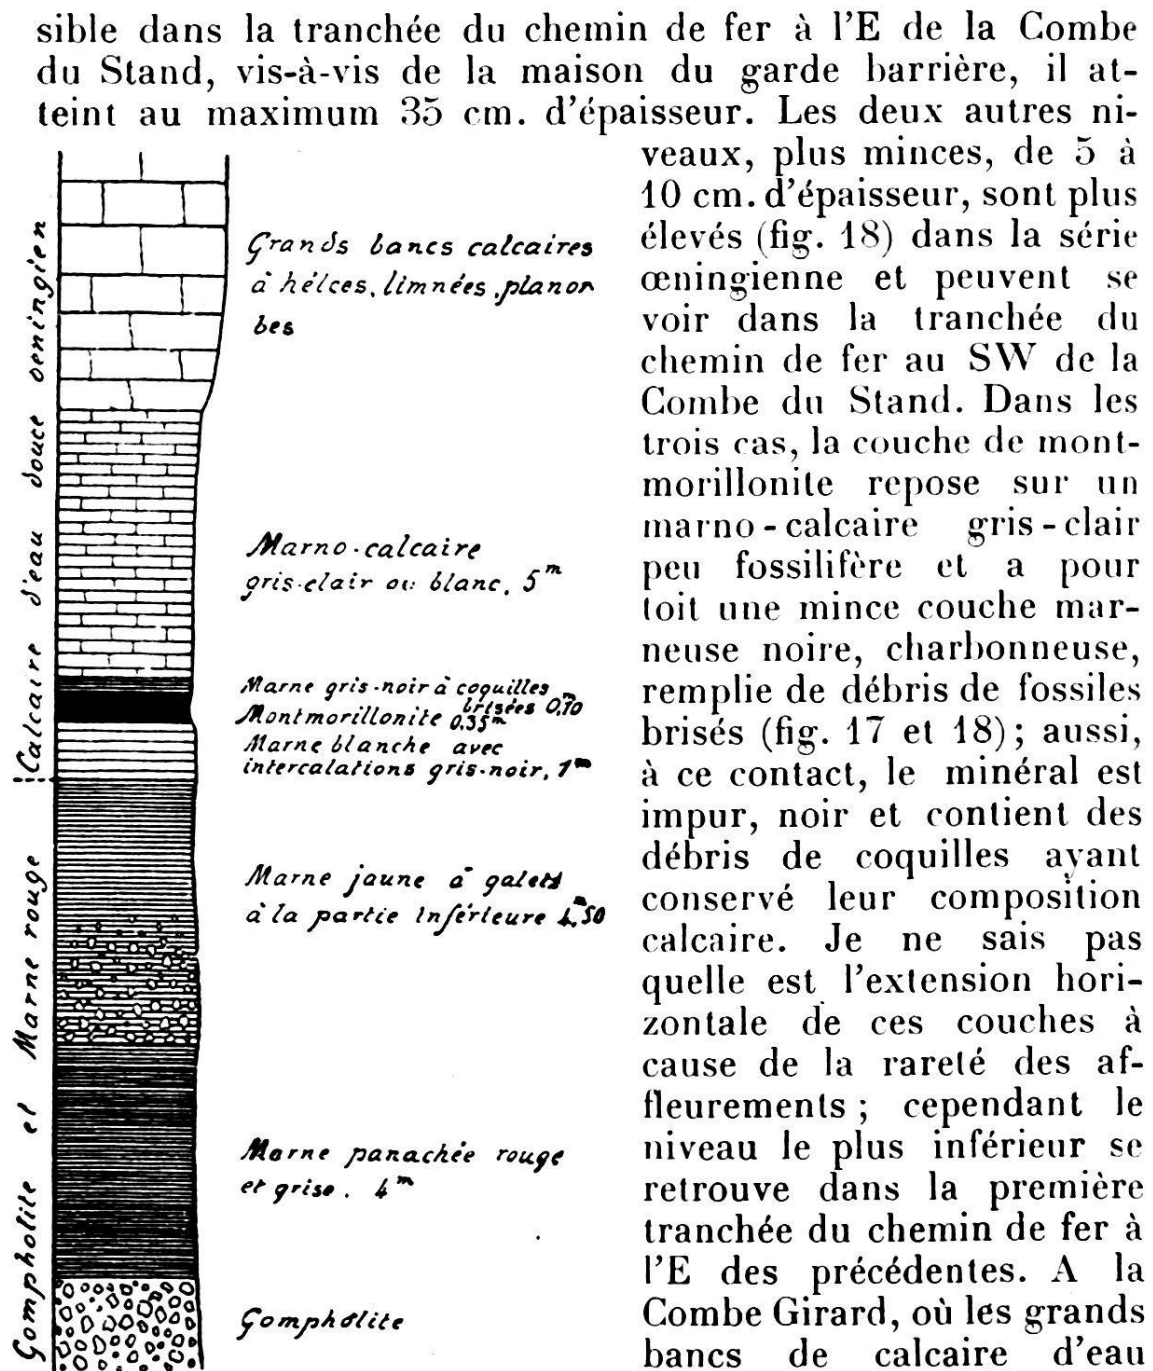 sible dans la tranchée du chemin de fer à l'E de la Combe
du Stand, vis-à-vis de la maison du garde barrière, il at-
teint au maximum 35 cm. d'épaisseur. Les deux autres ni-
veaux, plus minces, de 5 à
10 cm. d'épaisseur, sont plus
élevés (fig. 18) dans la série
œningienne et peuvent se
voir dans la tranchée du
chemin de fer au SW de la
Combe du Stand. Dans les
trois cas, la couche de mont-
morillonite repose sur un
marno-calcaire gris-clair
peu fossilifère et a pour
toit une mince couche mar-
neuse noire, charbonneuse,
remplie de débris de fossiles
brisés (fig. 17 et 18) ; aussi,
à ce contact, le minéral est
impur, noir et contient des
débris de coquilles ayant
conservé leur composition
calcaire. Je ne sais pas
quelle est l'extension hori-
zontale de ces couches à
cause de la rareté des af-
fleurements ; cependant le
niveau le plus inférieur se
retrouve dans la première
tranchée du chemin de fer à
l'E des précédentes. A la
Combe Girard, où les grands
bancs de calcaire d'eau
Calcaire d'eau douce oeningien
Gompholite et Marne rouge
Grands bancs calcaires
à hélces, limnées, planor
bes
Marno-calcaire
gris-clair ou blanc, 5m
Marne gris-noir à coquilles
brisées 0,70m
Montmorillonite 0,35m
Marne blanche avec
intercalations gris-noir, 1m
Marne jaune à galets
à la partie inférieure 4m,50
Marne panachée rouge
et grise. 4m
Gompholite